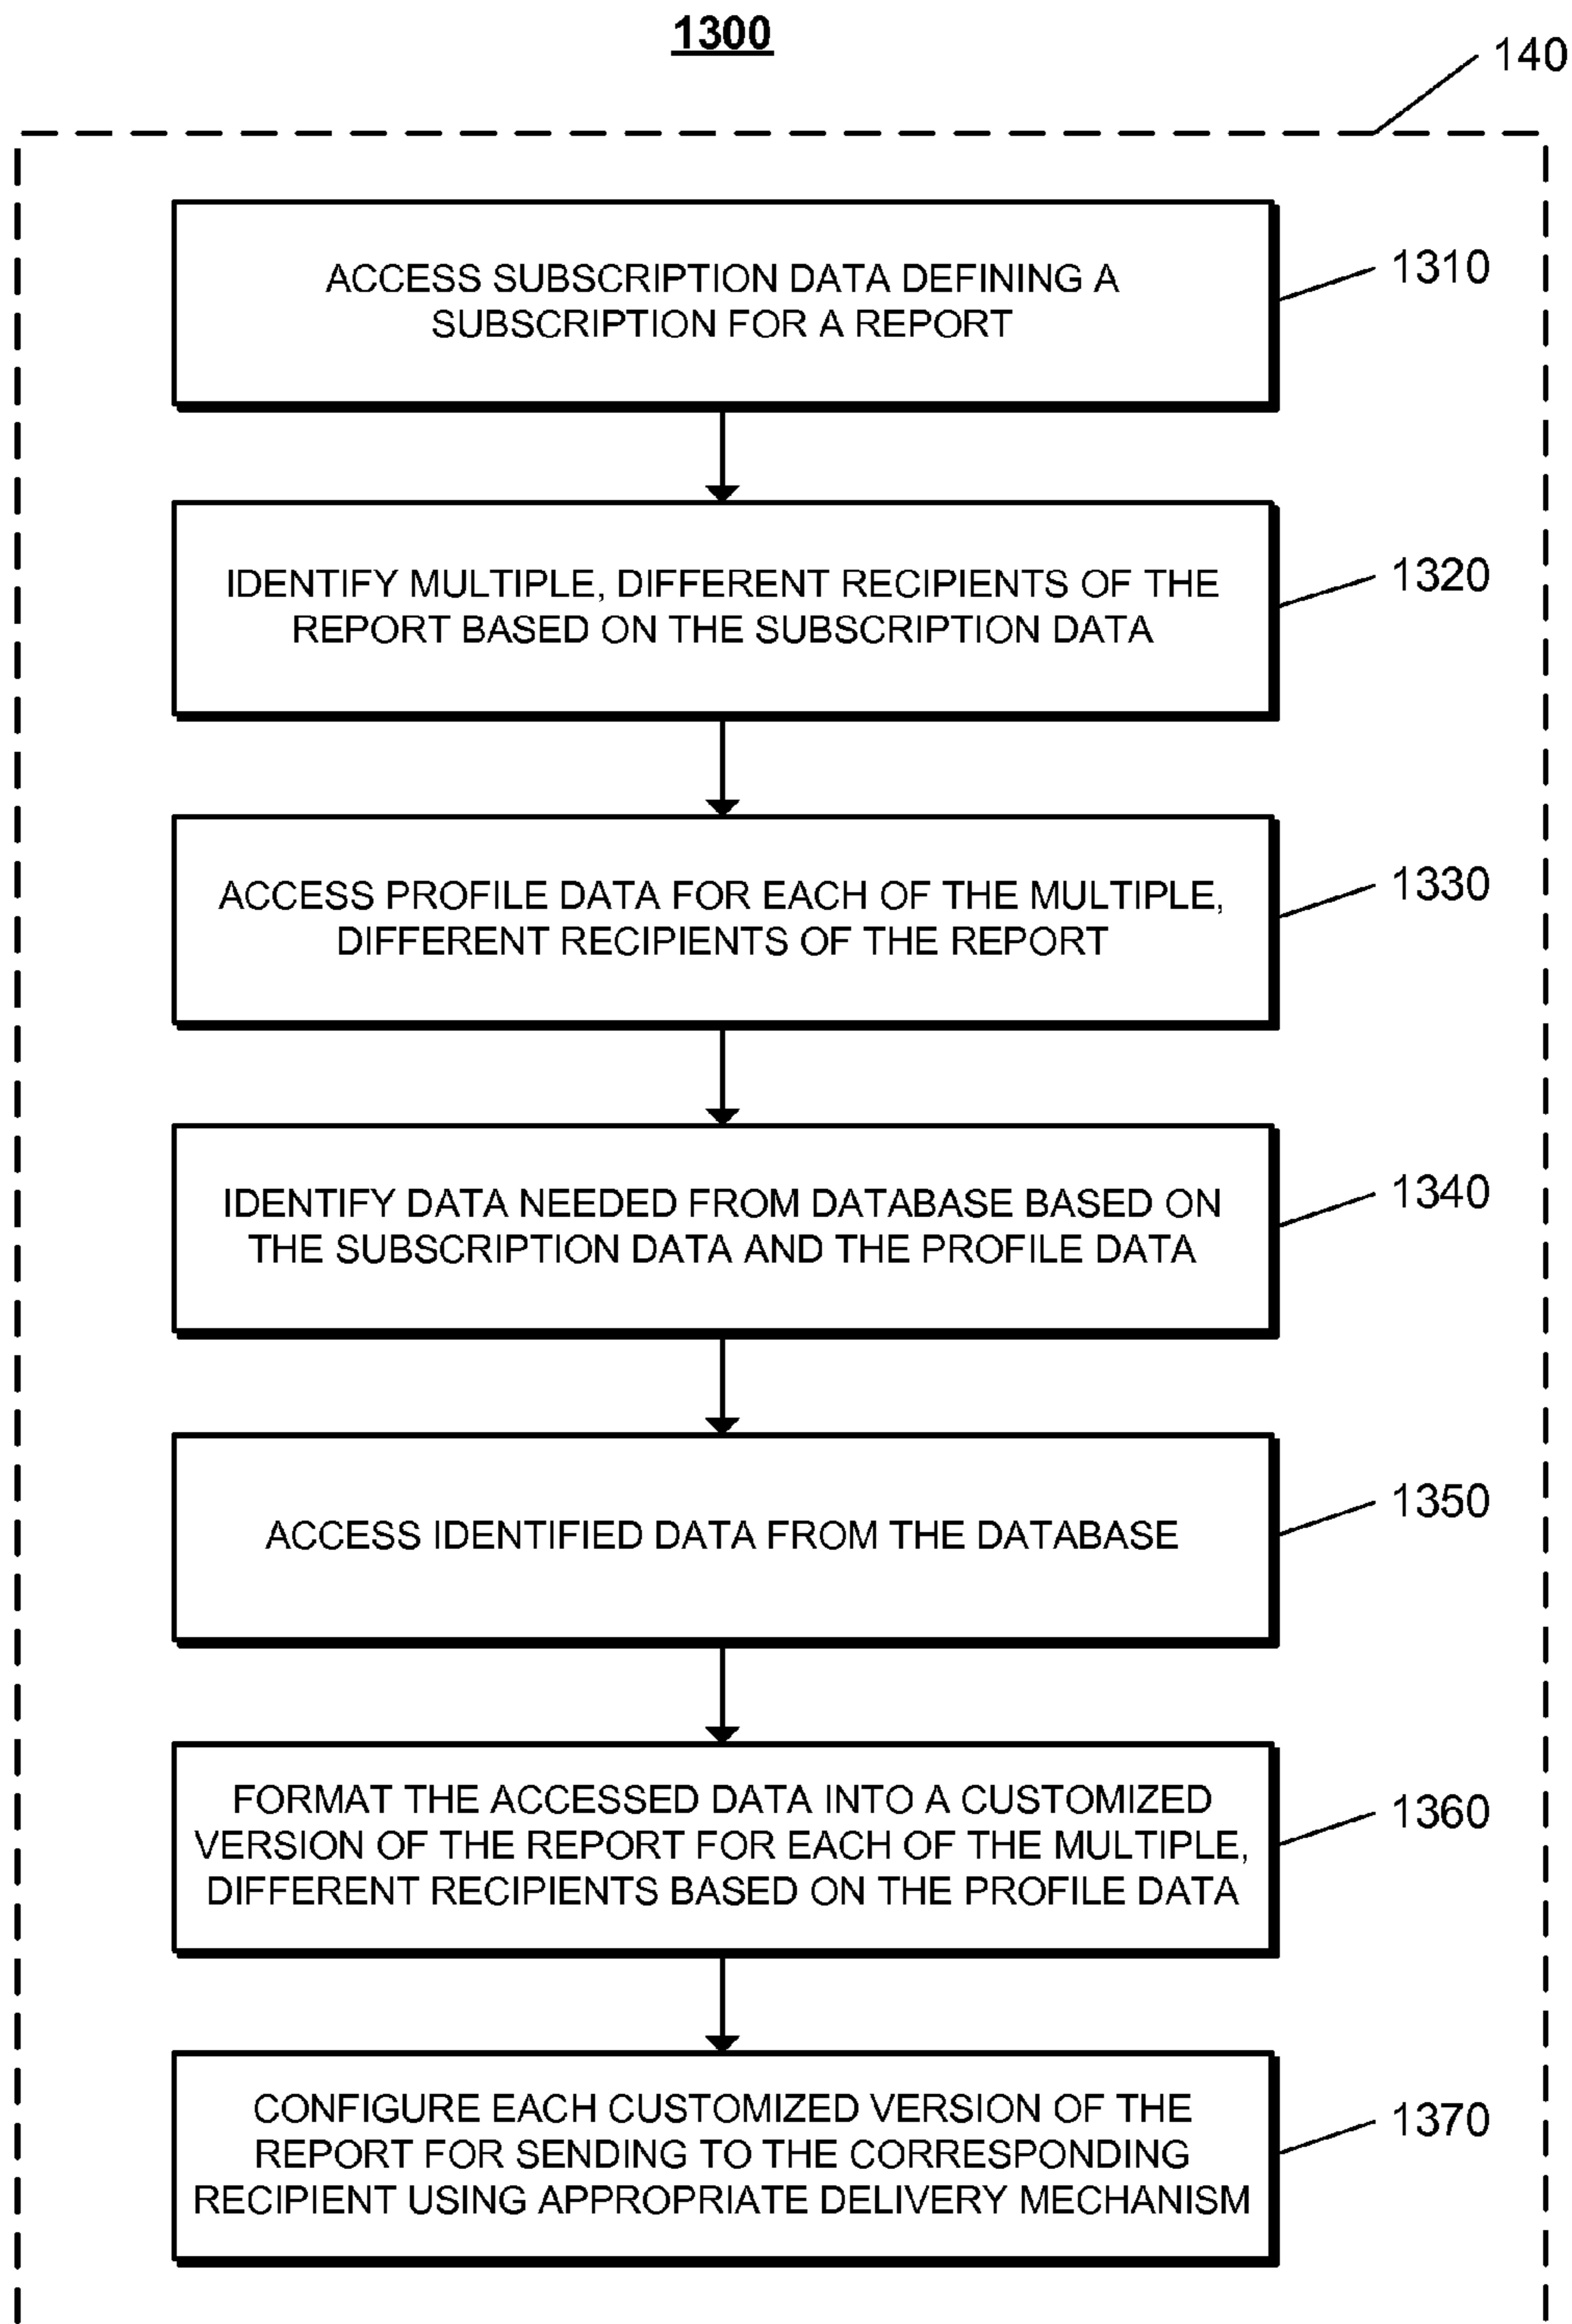 1300
140
ACCESS SUBSCRIPTION DATA DEFINING A
SUBSCRIPTION FOR A REPORT
1310
IDENTIFY MULTIPLE, DIFFERENT RECIPIENTS OF THE
REPORT BASED ON THE SUBSCRIPTION DATA
1320
ACCESS PROFILE DATA FOR EACH OF THE MULTIPLE,
DIFFERENT RECIPIENTS OF THE REPORT
1330
IDENTIFY DATA NEEDED FROM DATABASE BASED ON
THE SUBSCRIPTION DATA AND THE PROFILE DATA
1340
ACCESS IDENTIFIED DATA FROM THE DATABASE
1350
FORMAT THE ACCESSED DATA INTO A CUSTOMIZED
VERSION OF THE REPORT FOR EACH OF THE MULTIPLE,
DIFFERENT RECIPIENTS BASED ON THE PROFILE DATA
1360
CONFIGURE EACH CUSTOMIZED VERSION OF THE
REPORT FOR SENDING TO THE CORRESPONDING
RECIPIENT USING APPROPRIATE DELIVERY MECHANISM
1370